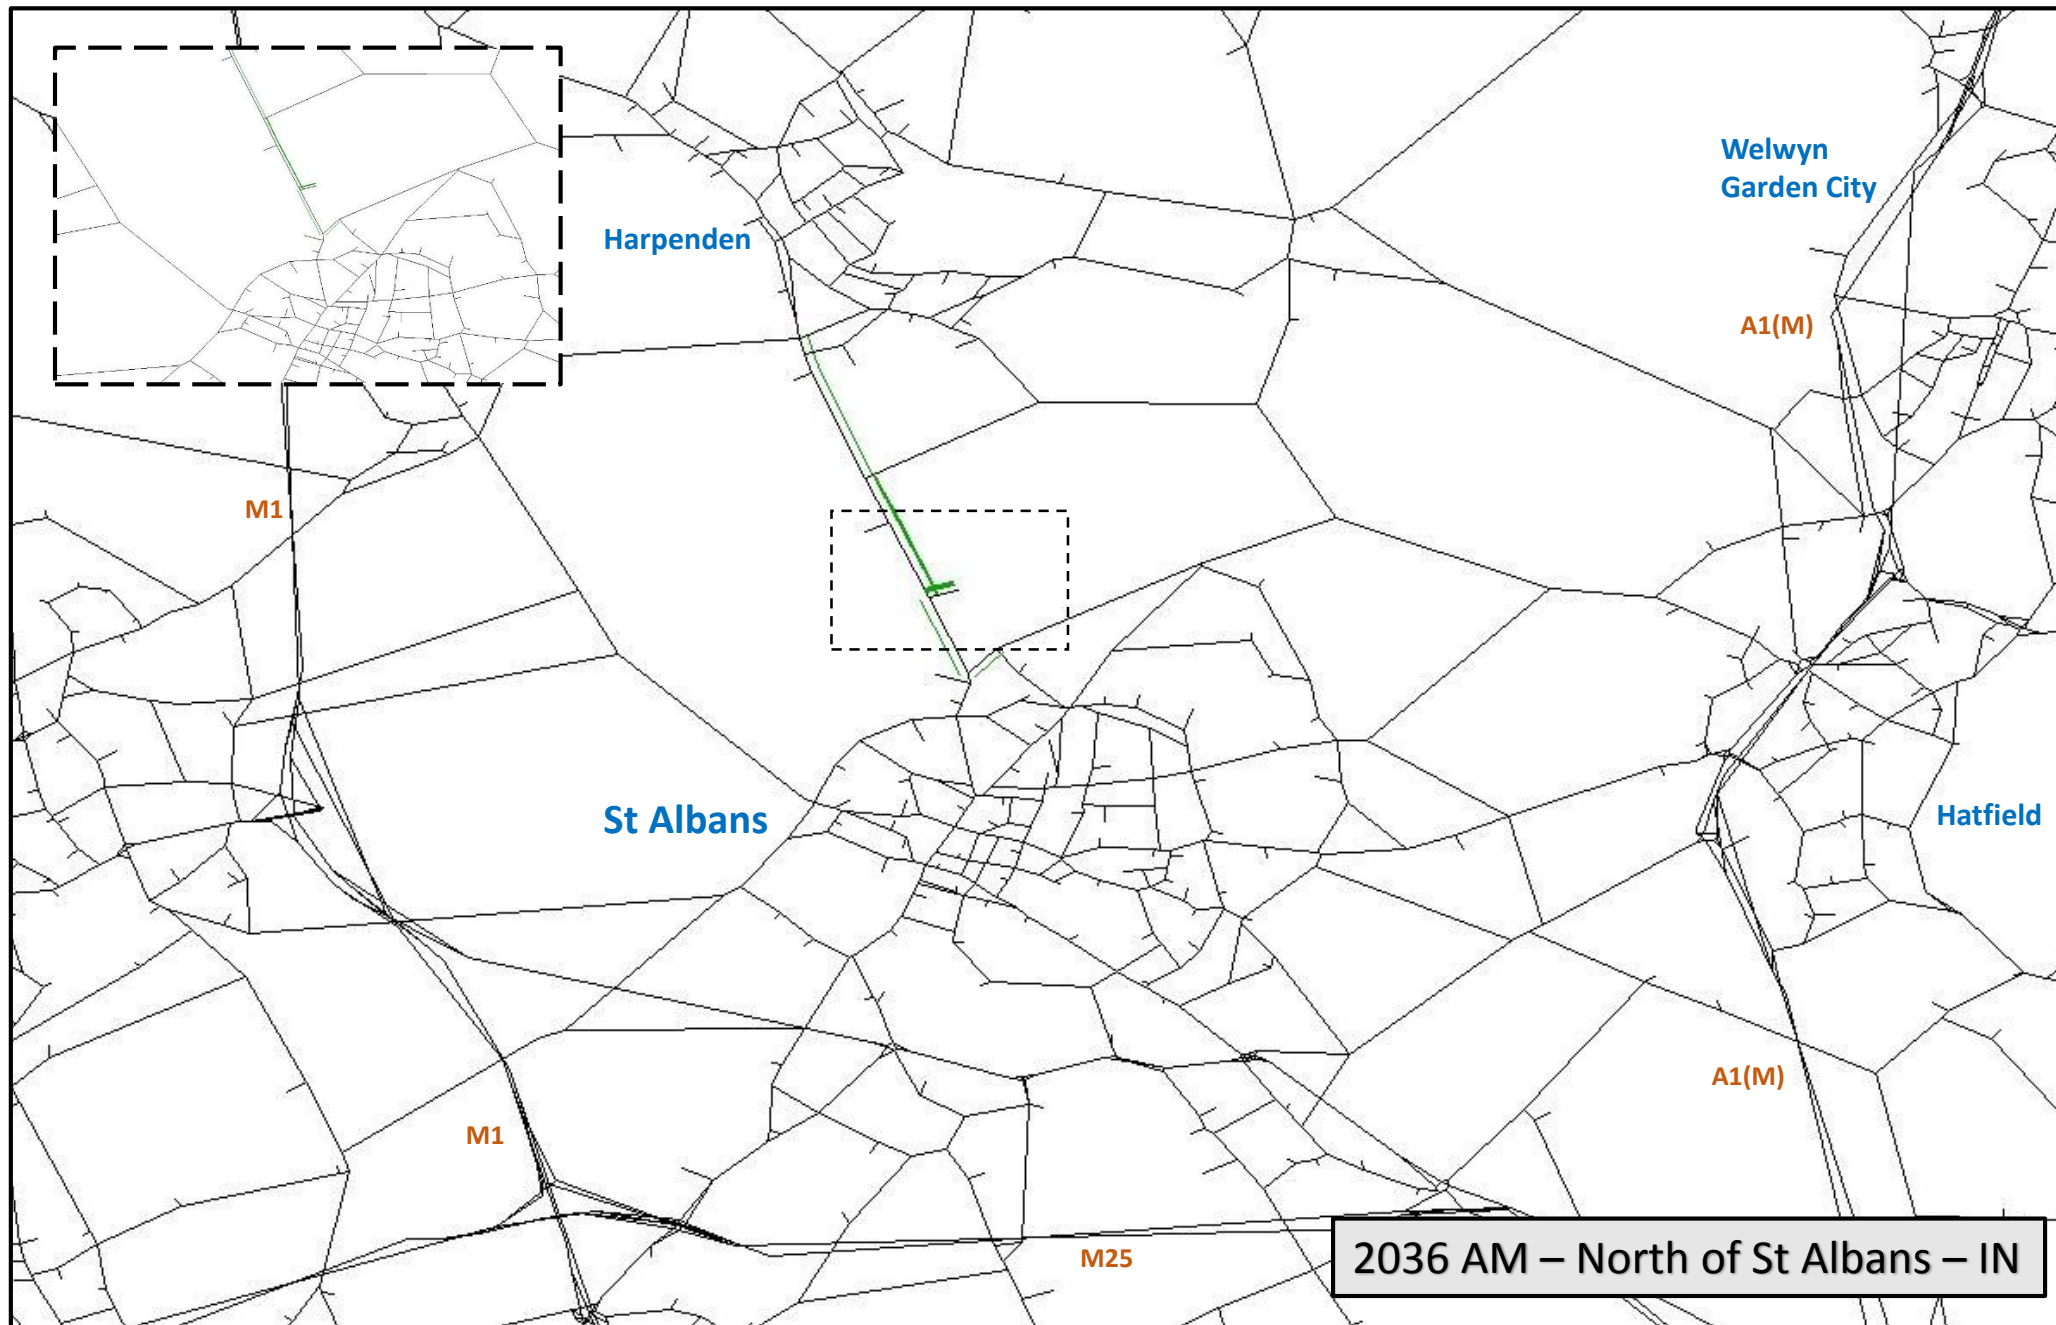 Welwyn
Garden City
Harpenden
A1(M)
M1
St Albans
Hatfield
A1(M)
M1
M25
2036 AM – North of St Albans – IN